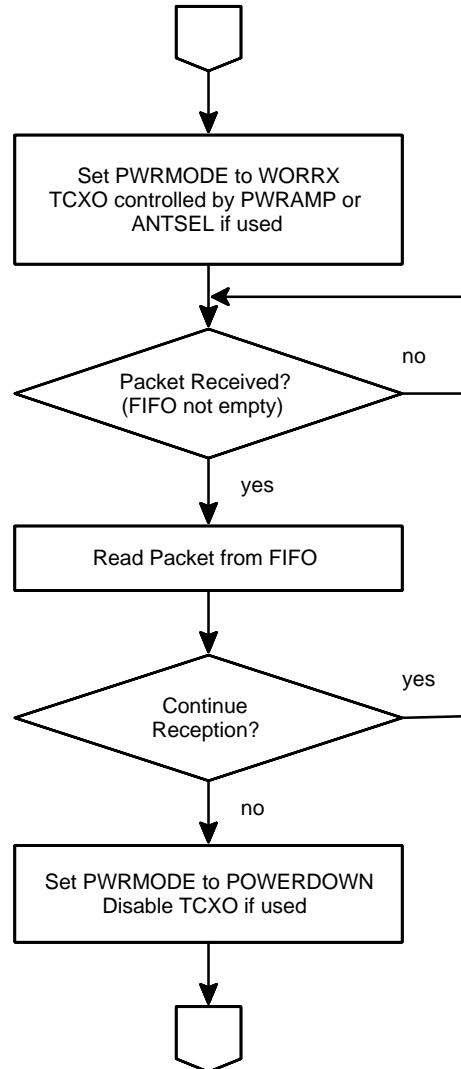 Set PWRMODE to WORRX
TCXO controlled by PWRAMP or
ANTSEL if used
no
Packet Received?
(FIFO not empty)
yes
Read Packet from FIFO
yes
Continue
Reception?
no
Set PWRMODE to POWERDOWN
Disable TCXO if used